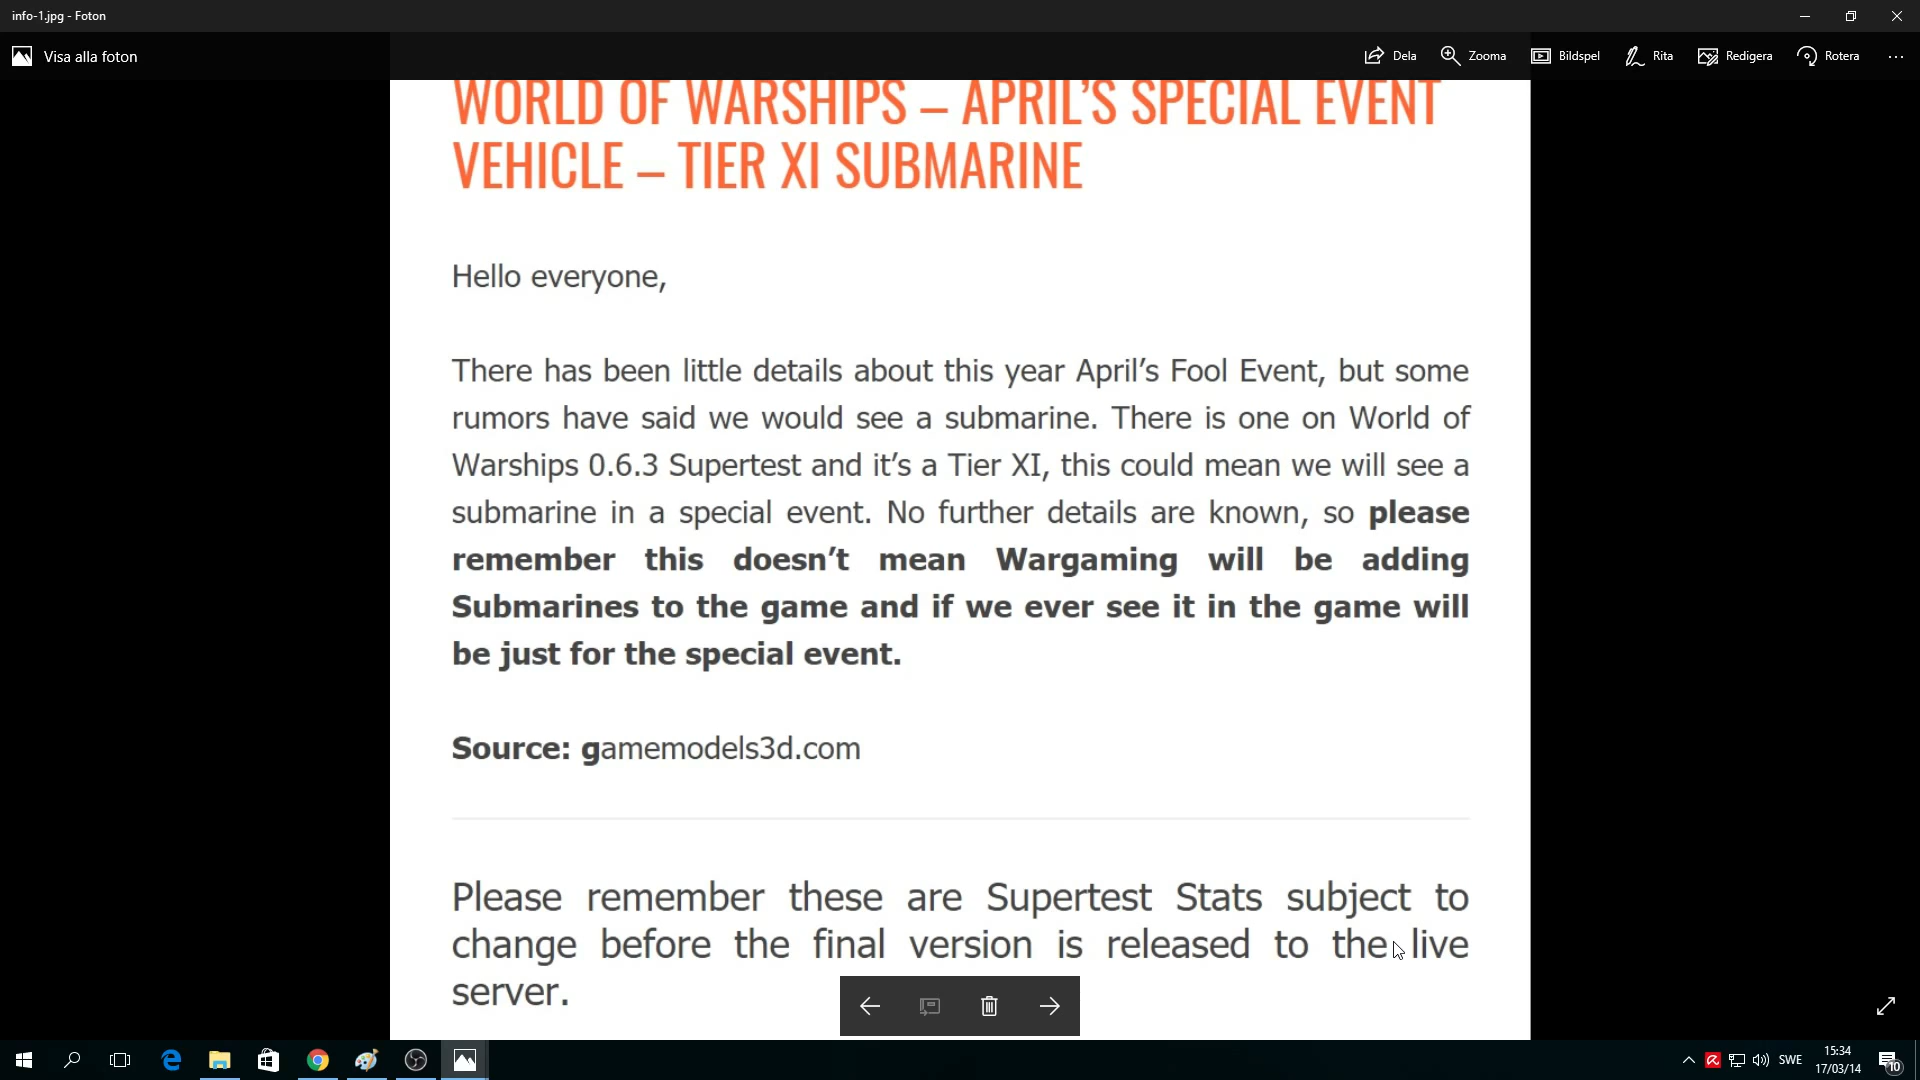 info-1.jpg - Foton
Visa alla foton
Dela
Zooma
Bildspel
Rita
Redigera
Rotera
WORLD OF WARSHIPS – APRIL’S SPECIAL EVENT
VEHICLE – TIER XI SUBMARINE
Hello everyone,
There has been little details about this year April’s Fool Event, but some
rumors have said we would see a submarine. There is one on World of
Warships 0.6.3 Supertest and it’s a Tier XI, this could mean we will see a
submarine in a special event. No further details are known, so please
remember this doesn’t mean Wargaming will be adding
Submarines to the game and if we ever see it in the game will
be just for the special event.
Source: gamemodels3d.com
Please remember these are Supertest Stats subject to
change before the final version is released to the live
server.
SWE
15:34
17/03/14
10